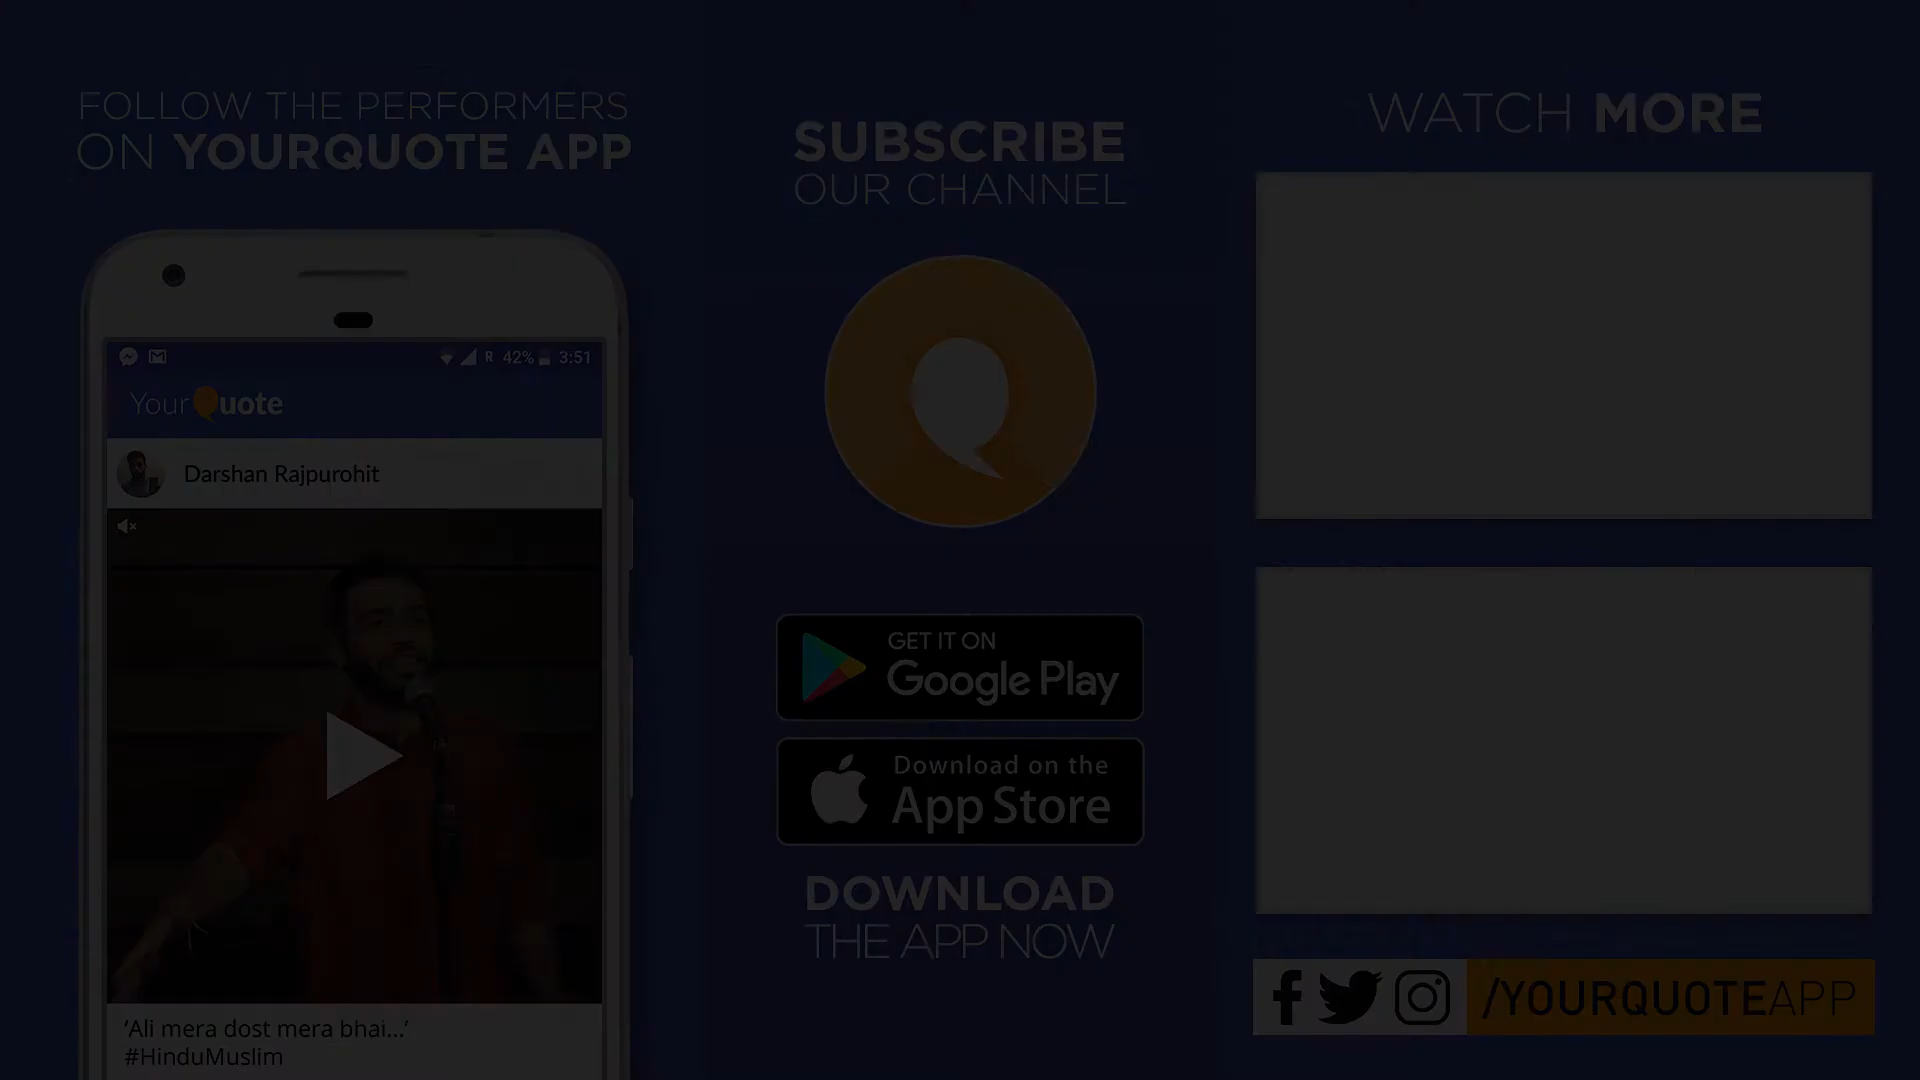 FOLLOW THE PERFORMERS
ON YOURQUOTE APP
R 42% 3:51
YourQuote
Darshan Rajpurohit
'Ali mera dost mera bhai...'
#HinduMuslim
SUBSCRIBE
OUR CHANNEL
GET IT ON
Google Play
Download on the
App Store
DOWNLOAD
THE APP NOW
WATCH MORE
/YOURQUOTEAPP